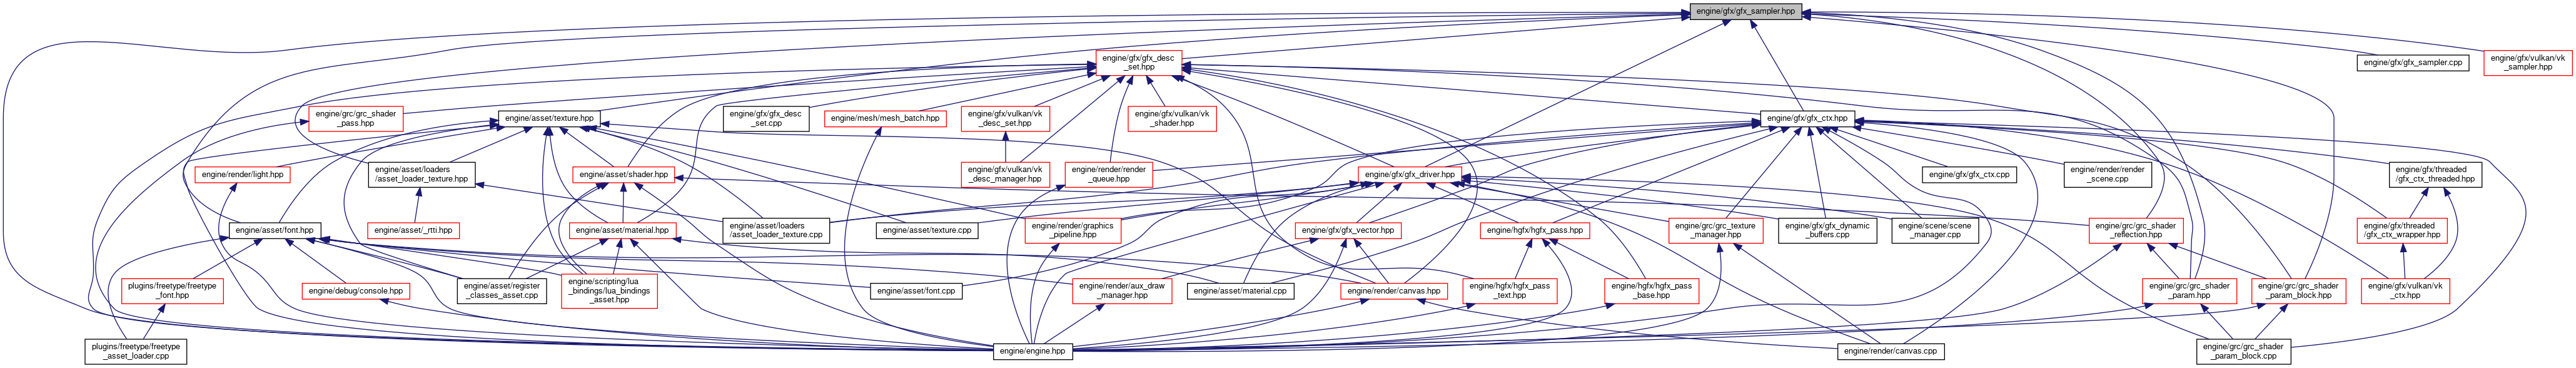 engine/gfx/gfx_sampler.hpp
engine/gfx/gfx_desc
_set.hpp
engine/gfx/gfx_sampler.cpp
engine/gfx/vulkan/vk
_sampler.hpp
engine/grc/grc_shader
_pass.hpp
engine/asset/texture.hpp
engine/gfx/gfx_desc
_set.cpp
engine/mesh/mesh_batch.hpp
engine/gfx/vulkan/vk
_desc_set.hpp
engine/gfx/vulkan/vk
_shader.hpp
engine/gfx/gfx_ctx.hpp
engine/render/light.hpp
engine/asset/loaders
/asset_loader_texture.hpp
engine/asset/shader.hpp
engine/gfx/vulkan/vk
_desc_manager.hpp
engine/render/render
_queue.hpp
engine/gfx/gfx_driver.hpp
engine/gfx/gfx_ctx.cpp
engine/render/render
_scene.cpp
engine/gfx/threaded
/gfx_ctx_threaded.hpp
engine/asset/font.hpp
engine/asset/_rtti.hpp
engine/asset/material.hpp
engine/asset/loaders
/asset_loader_texture.cpp
engine/asset/texture.cpp
engine/render/graphics
_pipeline.hpp
engine/gfx/gfx_vector.hpp
engine/hgfx/hgfx_pass.hpp
engine/grc/grc_texture
_manager.hpp
engine/gfx/gfx_dynamic
_buffers.cpp
engine/scene/scene
_manager.cpp
engine/grc/grc_shader
_reflection.hpp
engine/gfx/threaded
/gfx_ctx_wrapper.hpp
plugins/freetype/freetype
_font.hpp
engine/debug/console.hpp
engine/asset/register
_classes_asset.cpp
engine/scripting/lua
_bindings/lua_bindings
_asset.hpp
engine/asset/font.cpp
engine/render/aux_draw
_manager.hpp
engine/asset/material.cpp
engine/render/canvas.hpp
engine/hgfx/hgfx_pass
_text.hpp
engine/hgfx/hgfx_pass
_base.hpp
engine/grc/grc_shader
_param.hpp
engine/grc/grc_shader
_param_block.hpp
engine/gfx/vulkan/vk
_ctx.hpp
plugins/freetype/freetype
_asset_loader.cpp
engine/engine.hpp
engine/render/canvas.cpp
engine/grc/grc_shader
_param_block.cpp